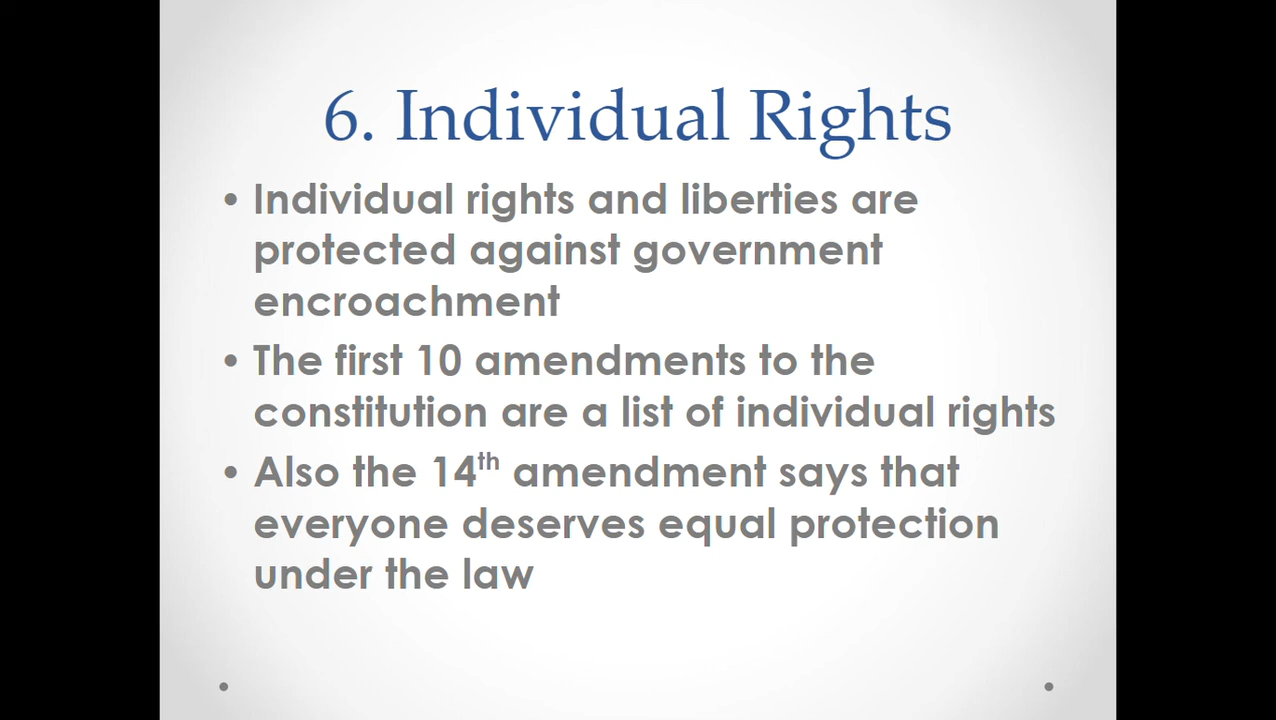 6. Individual Rights
• Individual rights and liberties are
protected against government
encroachment
• The first 10 amendments to the
constitution are a list of individual rights
• Also the 14th amendment says that
everyone deserves equal protection
under the law